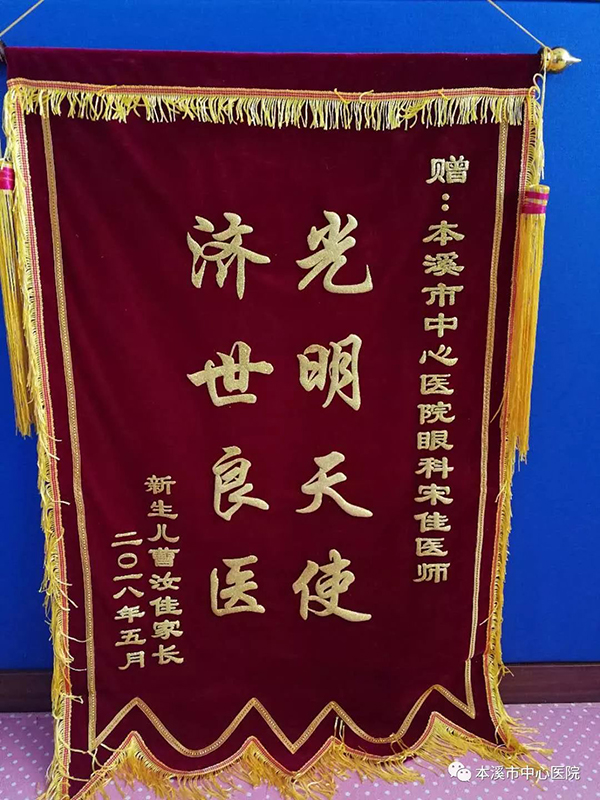 赠：本溪市中心医院眼科宋佳医师
光明天使
济世良医
新生儿曹汝佳家长
二〇一八年五月
本溪市中心医院